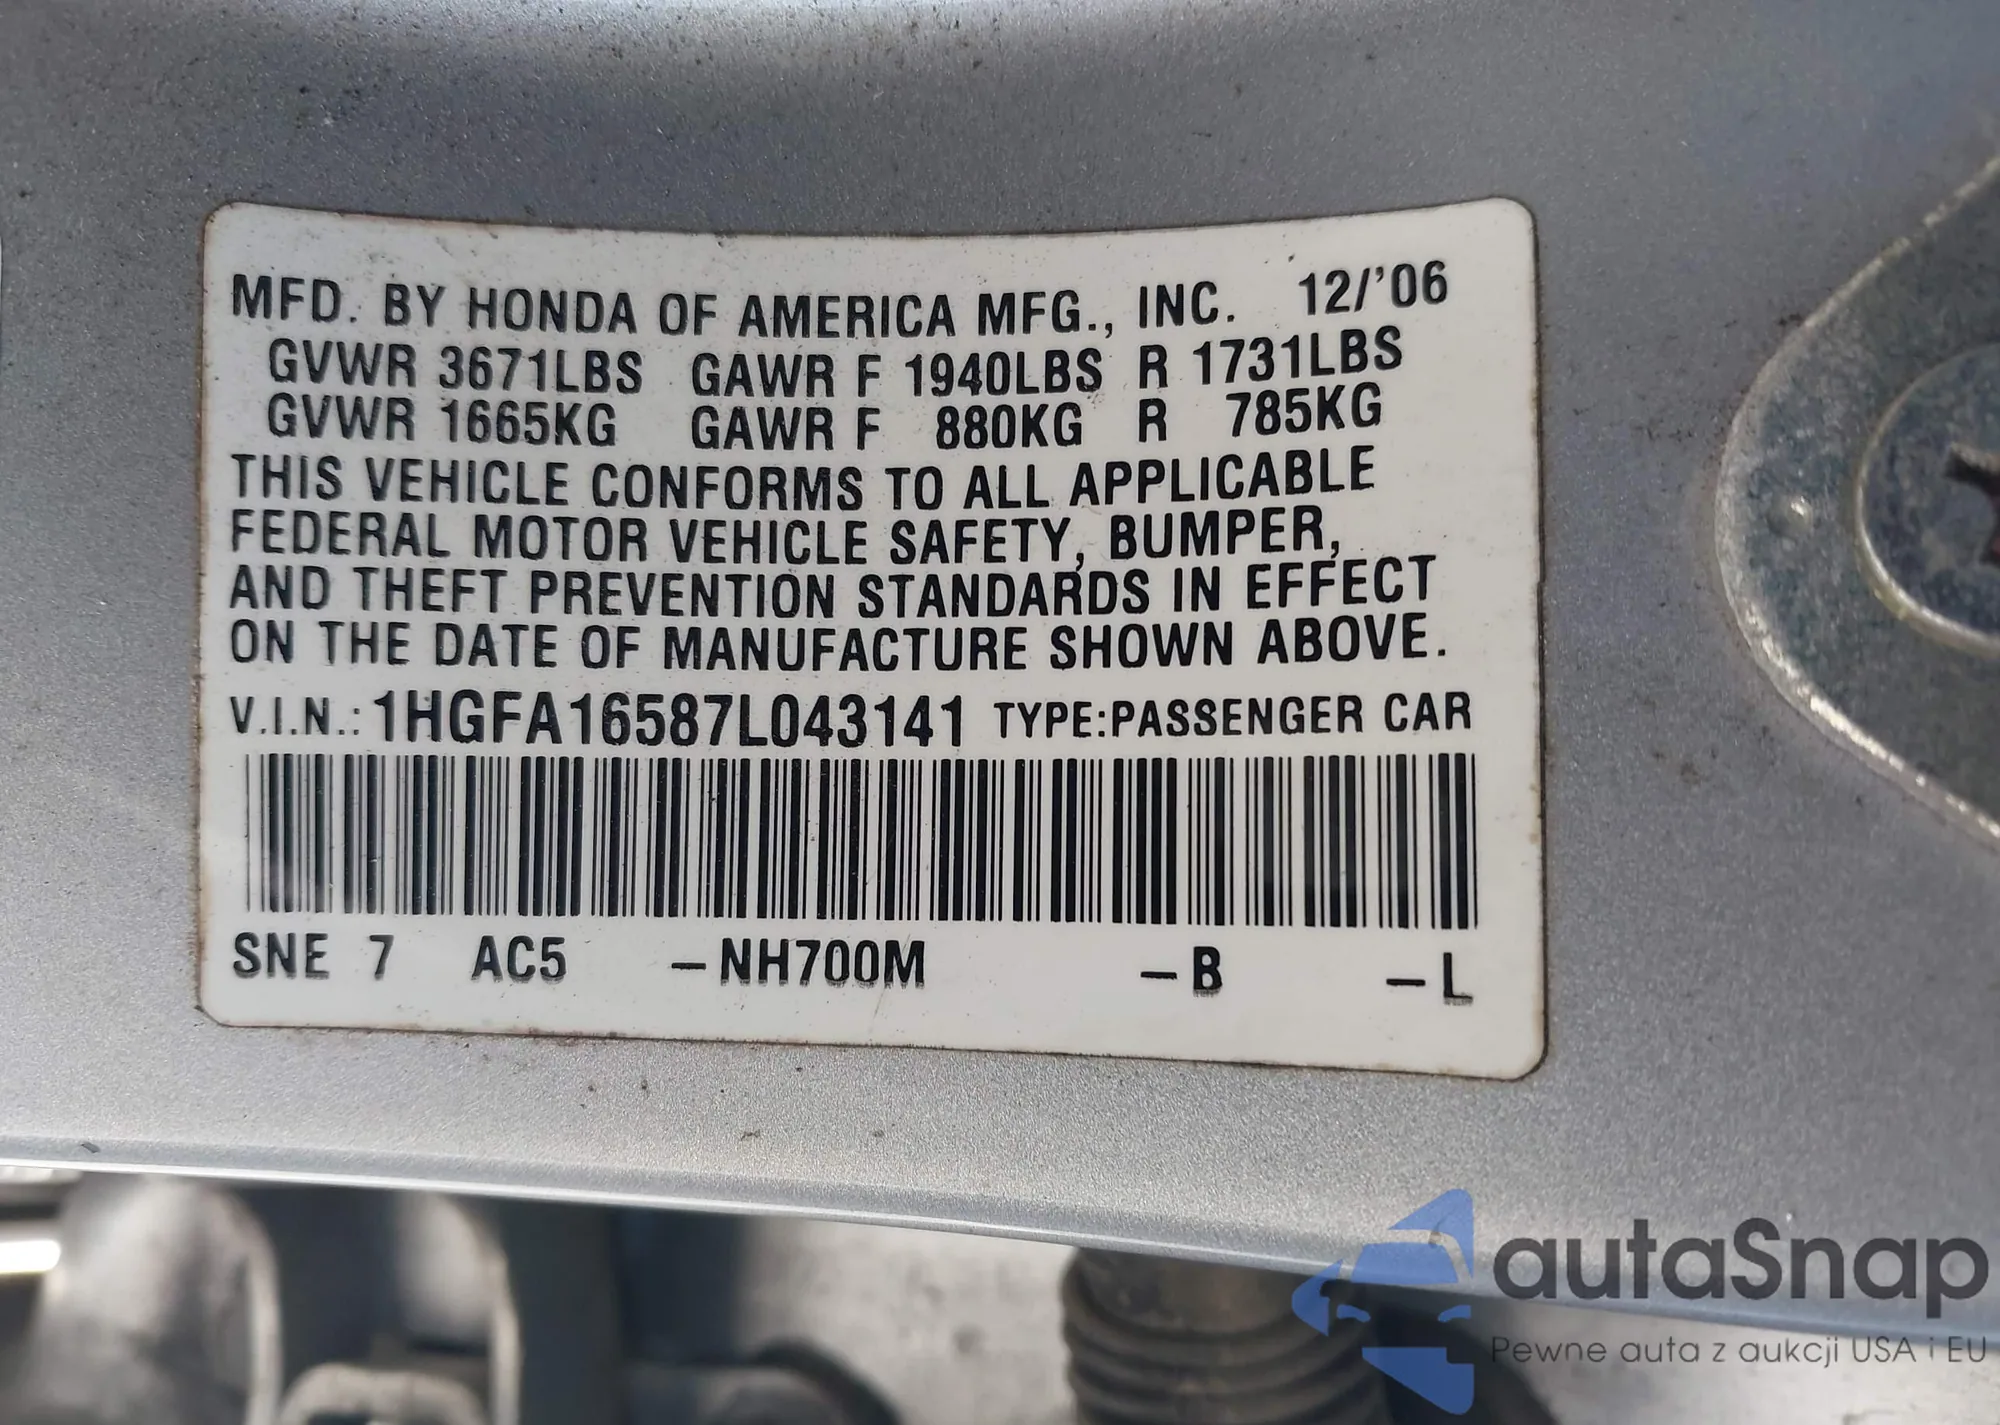 MFD. BY HONDA OF AMERICA MFG., INC. 12/'06
GVWR 3671LBS GAWR F 1940LBS R 1731LBS
GVWR 1665KG GAWR F 880KG R 785KG
THIS VEHICLE CONFORMS TO ALL APPLICABLE
FEDERAL MOTOR VEHICLE SAFETY, BUMPER,
AND THEFT PREVENTION STANDARDS IN EFFECT
ON THE DATE OF MANUFACTURE SHOWN ABOVE.
V.I.N.: 1HGFA16587L043141 TYPE:PASSENGER CAR
SNE 7 AC5 –NH700M –B –L
autaSnap
Pewne auta z aukcji USA i EU